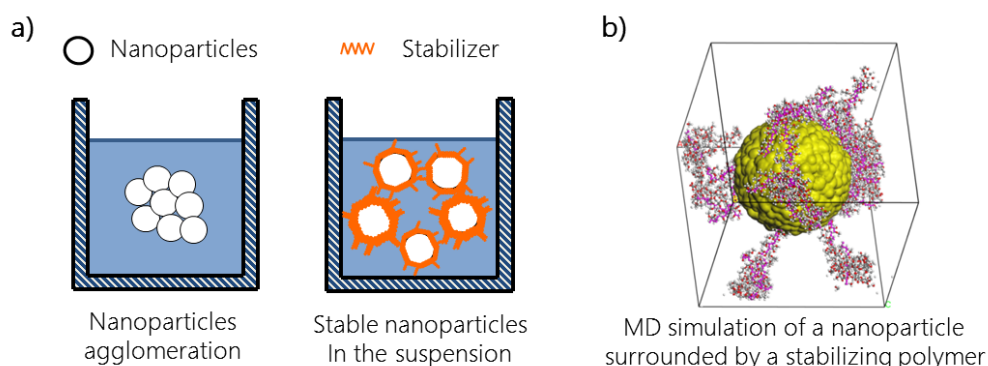 a)
Nanoparticles
Stabilizer
b)
Nanoparticles
agglomeration
Stable nanoparticles
In the suspension
MD simulation of a nanoparticle
surrounded by a stabilizing polymer